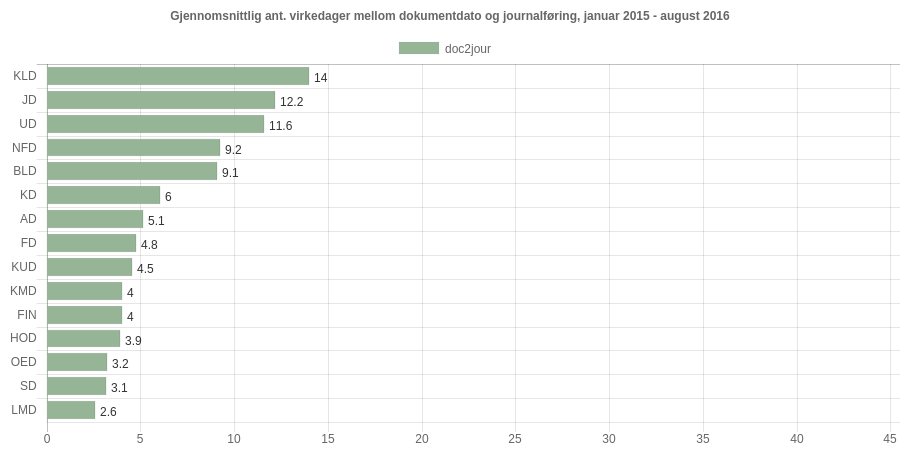 Gjennomsnittlig ant. virkedager mellom dokumentdato og journalføring, januar 2015 - august 2016
doc2jour
KLD 14
JD 12.2
UD 11.6
NFD 9.2
BLD 9.1
KD 6
AD 5.1
FD 4.8
KUD 4.5
KMD 4
FIN 4
HOD 3.9
OED 3.2
SD 3.1
LMD 2.6
0 5 10 15 20 25 30 35 40 45